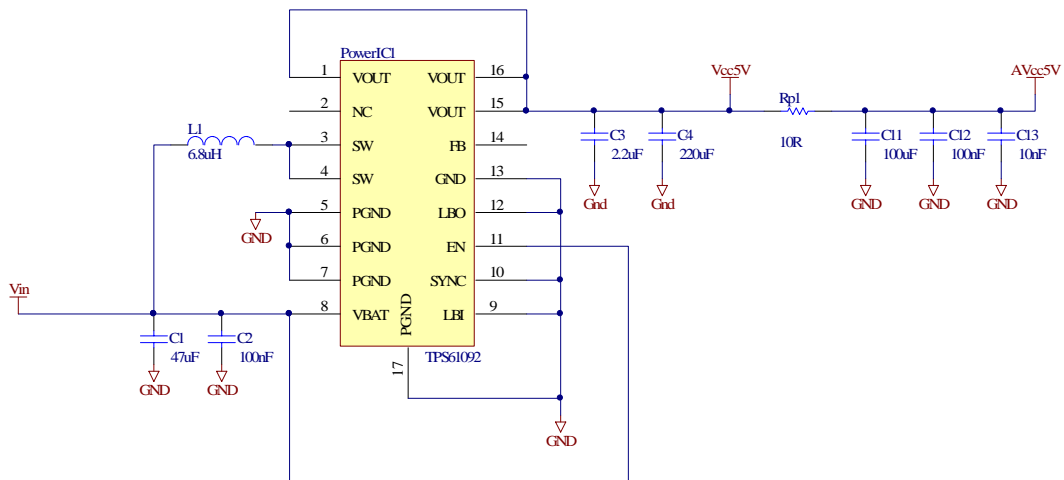 PowerIC1
1 VOUT VOUT 16
2 NC VOUT 15
3 SW FB 14
4 SW GND 13
5 PGND LBO 12
6 PGND EN 11
7 PGND SYNC 10
8 VBAT LBI 9
PGND
17
TPS61092
L1
6.8uH
GND
Vin
C1
47uF
GND
C2
100nF
GND
GND
Vcc5V
C3
2.2uF
Gnd
C4
220uF
Gnd
Rp1
10R
AVcc5V
C11
100uF
GND
C12
100nF
GND
C13
10nF
GND